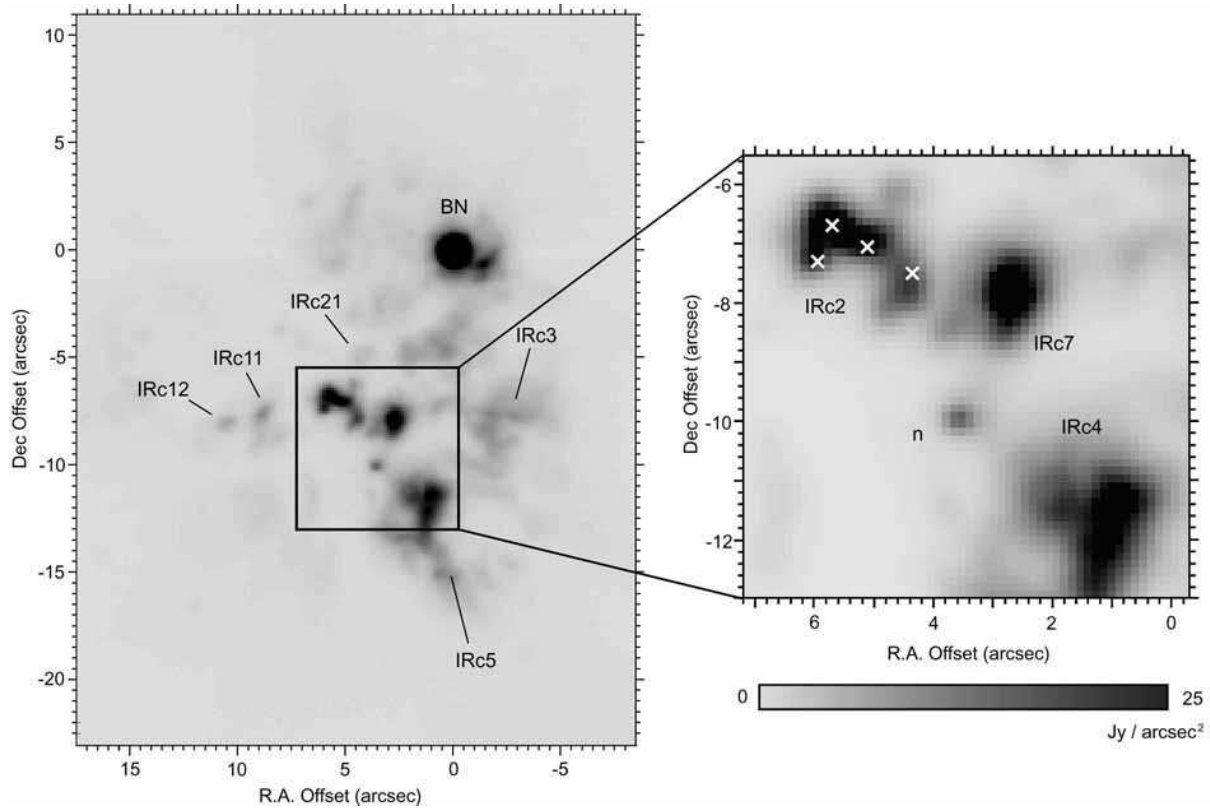 10
5
0
-5
-10
-15
-20
Dec Offset (arcsec)
BN
IRc21
IRc3
IRc11
IRc12
IRc5
15 10 5 0 -5
R.A. Offset (arcsec)
-6
-8
-10
-12
Dec Offset (arcsec)
IRc2
IRc7
n
IRc4
6 4 2 0
R.A. Offset (arcsec)
0 25
Jy / arcsec²